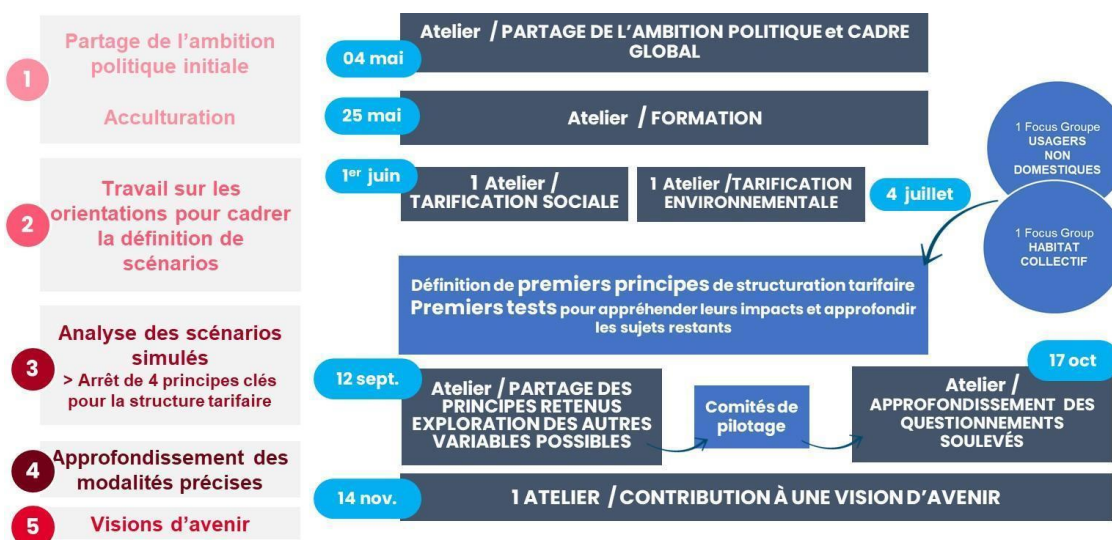 1
Partage de l’ambition
politique initiale
Acculturation
04 mai
Atelier / PARTAGE DE L’AMBITION POLITIQUE et CADRE
GLOBAL
25 mai
Atelier / FORMATION
2
Travail sur les
orientations pour cadrer
la définition de
scénarios
1er juin
1 Atelier /
TARIFICATION SOCIALE
1 Atelier /TARIFICATION
ENVIRONNEMENTALE
4 juillet
1 Focus Groupe
USAGERS
NON
DOMESTIQUES
1 Focus Group
HABITAT
COLLECTIF
Définition de premiers principes de structuration tarifaire
Premiers tests pour appréhender leurs impacts et approfondir
les sujets restants
3
Analyse des scénarios
simulés
> Arrêt de 4 principes clés
pour la structure tarifaire
12 sept.
Atelier / PARTAGE DES
PRINCIPES RETENUS
EXPLORATION DES AUTRES
VARIABLES POSSIBLES
Comités de
pilotage
17 oct
Atelier /
APPROFONDISSEMENT DES
QUESTIONNEMENTS
SOULEVÉS
4
Approfondissement des
modalités précises
14 nov.
1 ATELIER / CONTRIBUTION À UNE VISION D’AVENIR
5
Visions d’avenir